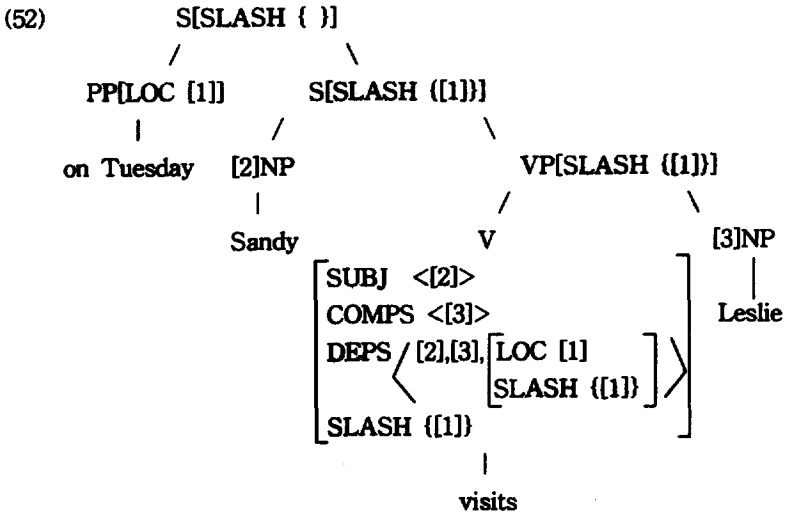 (52) S[SLASH { }]
PP[LOC [1]] S[SLASH {[1]}]
on Tuesday [2]NP VP[SLASH {[1]}]
Sandy V [3]NP
SUBJ <[2]> Leslie
COMPS <[3]>
DEPS < [2],[3], [LOC [1]
SLASH {[1]}] >
SLASH {[1]}
visits